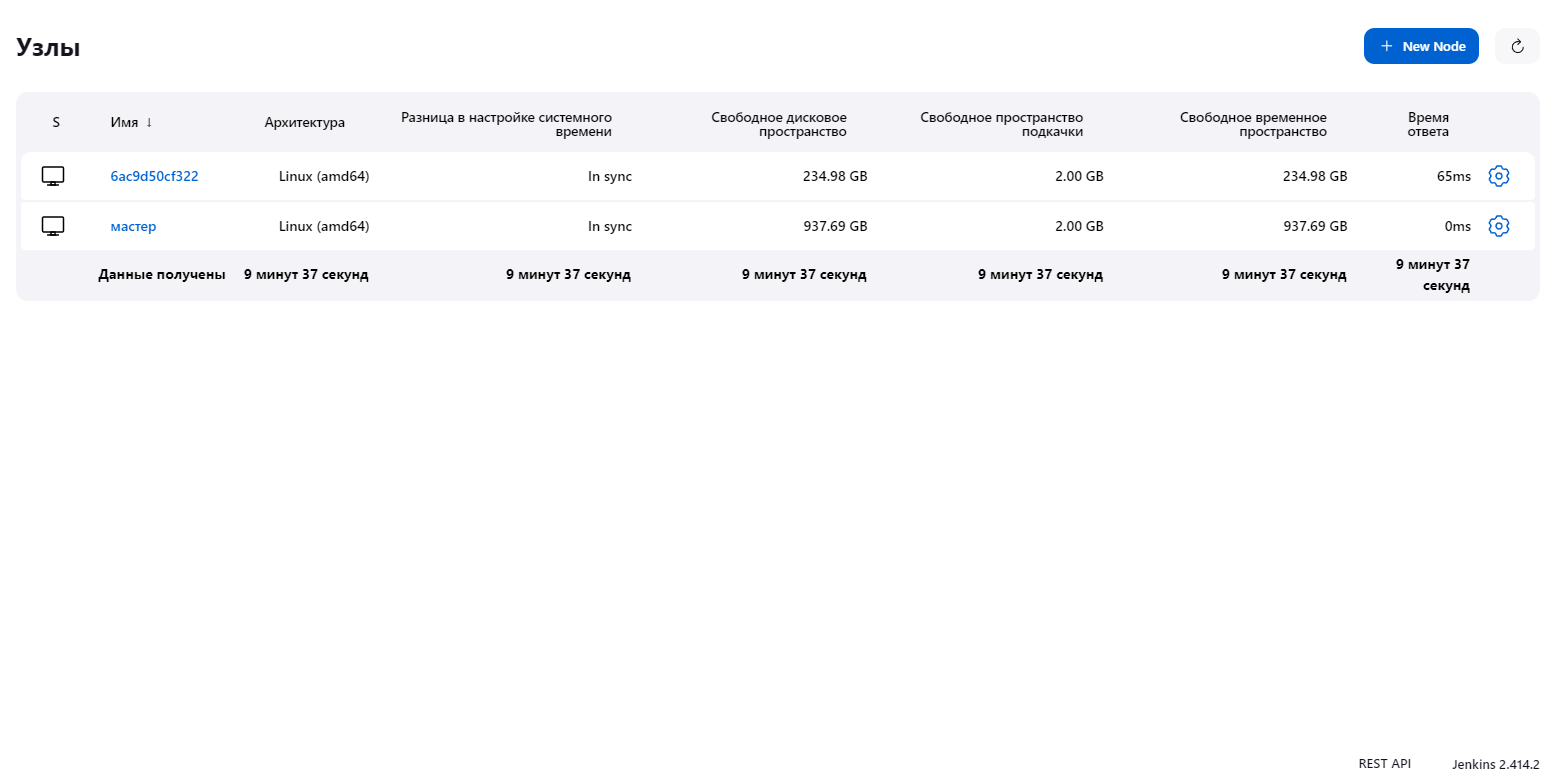 Узлы
New Node
S Имя ↓ Архитектура Разница в настройке системного времени Свободное дисковое пространство Свободное пространство подкачки Свободное временное пространство Время ответа
6ac9d50cf322 Linux (amd64) In sync 234.98 GB 2.00 GB 234.98 GB 65ms
мастер Linux (amd64) In sync 937.69 GB 2.00 GB 937.69 GB 0ms
Данные получены 9 минут 37 секунд 9 минут 37 секунд 9 минут 37 секунд 9 минут 37 секунд 9 минут 37 секунд 9 минут 37 секунд
REST API Jenkins 2.414.2